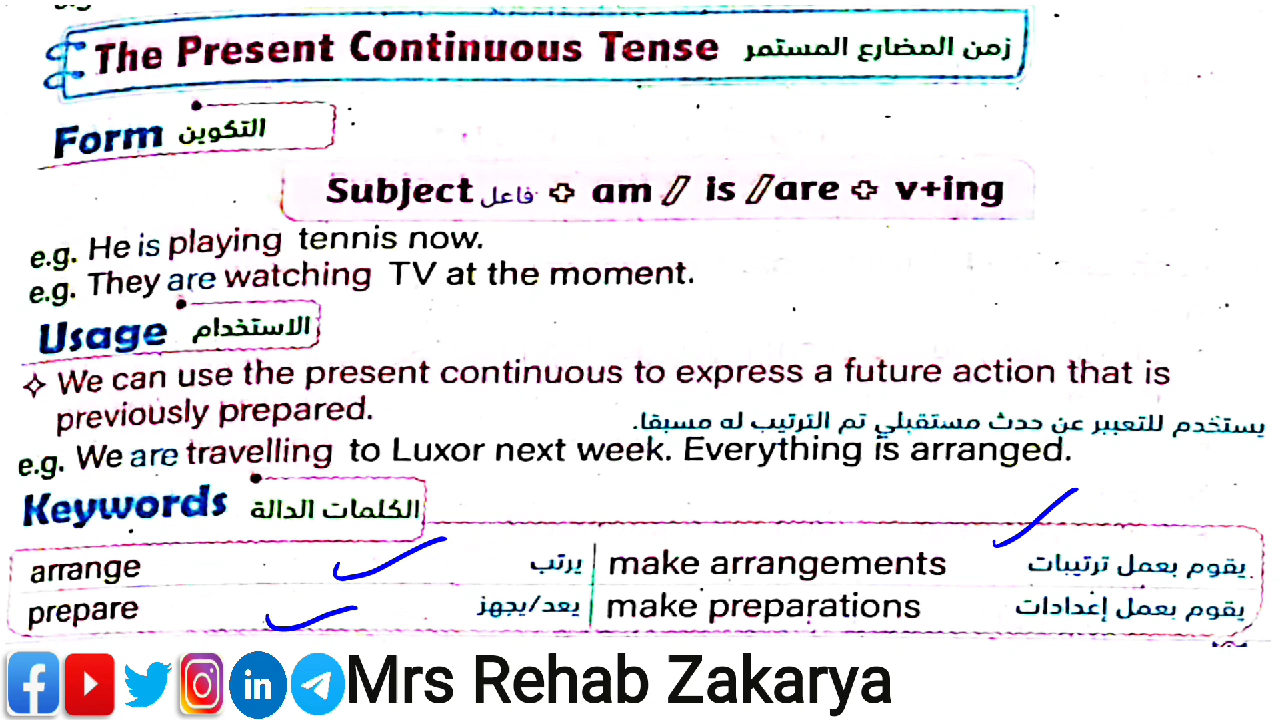 The Present Continuous Tense زمن المضارع المستمر
Form التكوين
Subject فاعل + am / is / are + v+ing
e.g. He is playing tennis now.
e.g. They are watching TV at the moment.
Usage الاستخدام
We can use the present continuous to express a future action that is
previously prepared.
يستخدم للتعبير عن حدث مستقبلي تم الترتيب له مسبقا.
e.g. We are travelling to Luxor next week. Everything is arranged.
Keywords الكلمات الدالة
arrange يرتب make arrangements يقوم بعمل ترتيبات
prepare يعد/يجهز make preparations يقوم بعمل إعدادات
Mrs Rehab Zakarya